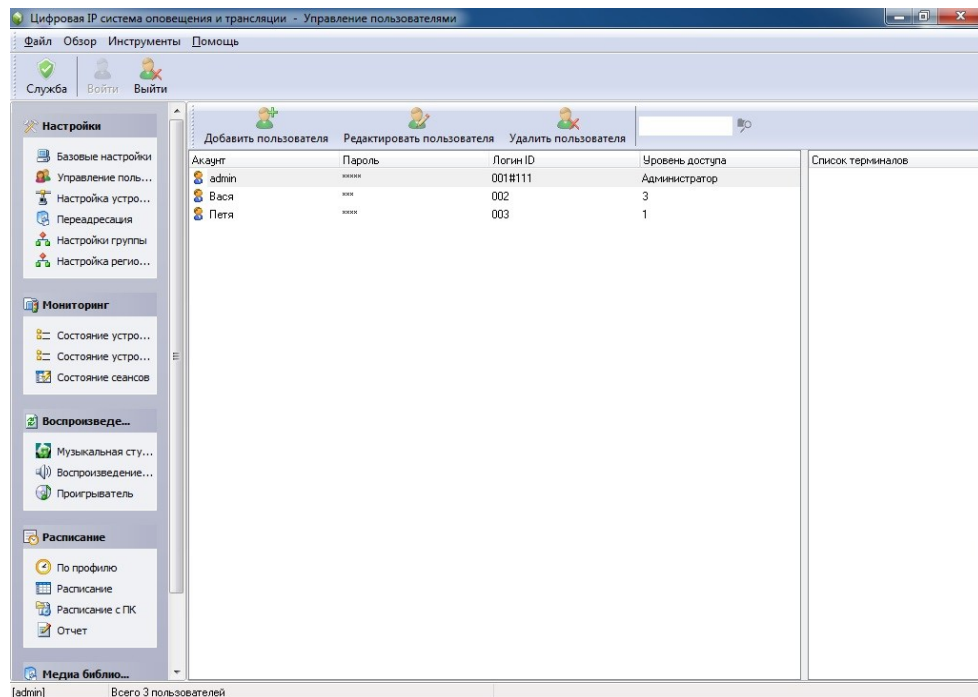 Цифровая IP система оповещения и трансляции - Управление пользователями
Файл Обзор Инструменты Помощь
Служба Войти Выйти
Настройки
Базовые настройки
Управление поль...
Настройка устро...
Переадресация
Настройки группы
Настройка регио...
Мониторинг
Состояние устро...
Состояние устро...
Состояние сеансов
Воспроизведе...
Музыкальная сту...
Воспроизведение...
Проигрыватель
Расписание
По профилю
Расписание
Расписание с ПК
Отчет
Медиа библио...
Добавить пользователя Редактировать пользователя Удалить пользователя
Акаунт Пароль Логин ID Уровень доступа
admin ***** 001#111 Администратор
Вася *** 002 3
Петя **** 003 1
Список терминалов
[admin] Всего 3 пользователей